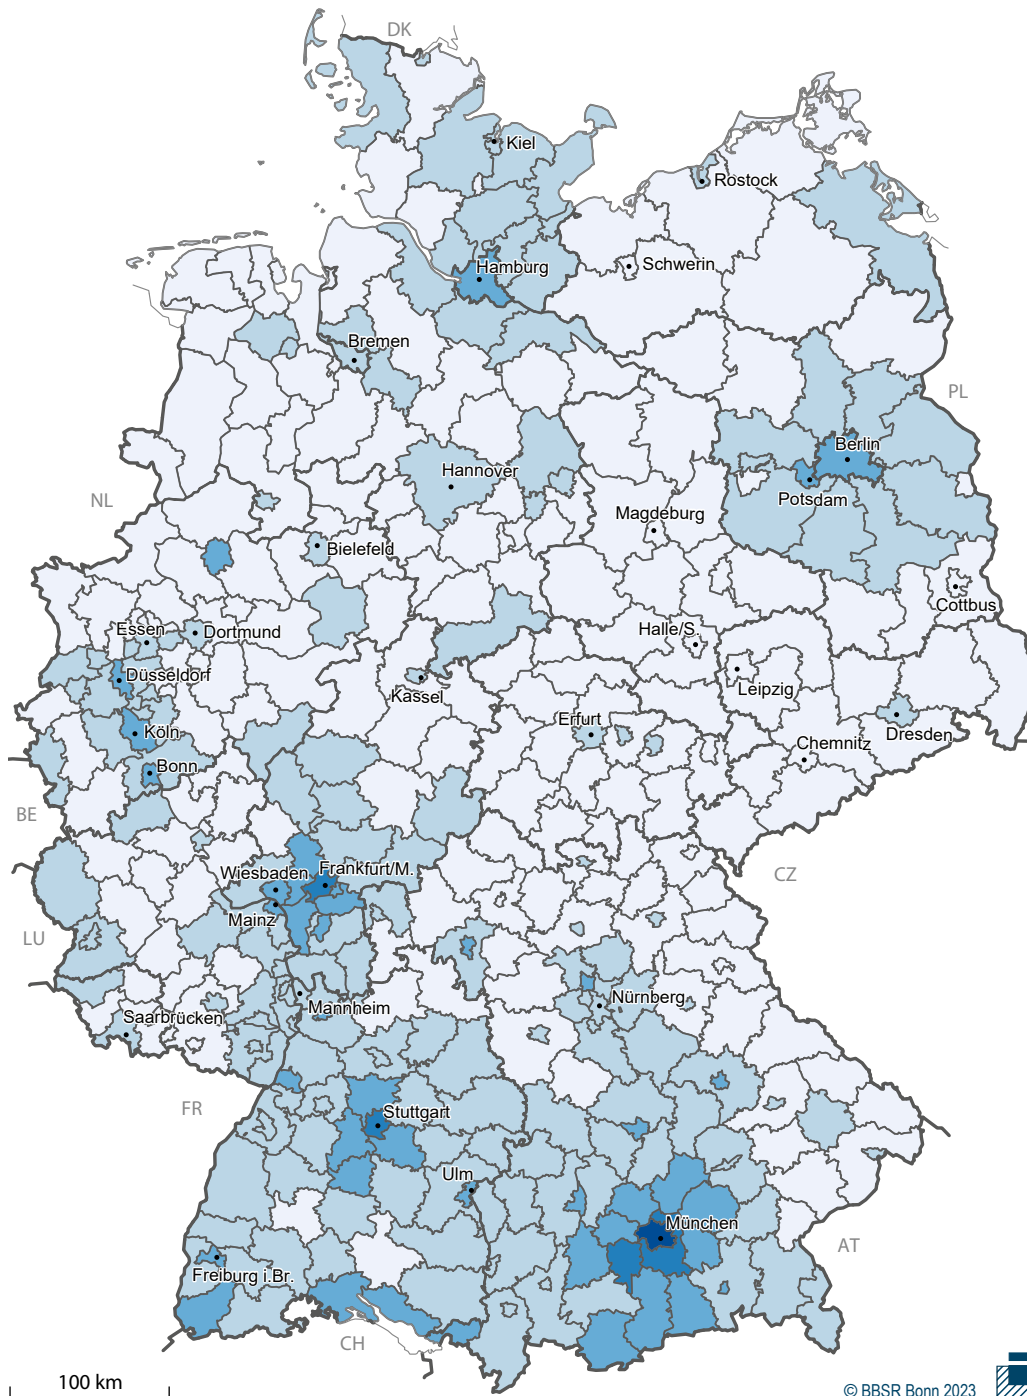 DK
Kiel
Rostock
Hamburg
Schwerin
Bremen
PL
Berlin
Hannover
NL
Potsdam
Magdeburg
Bielefeld
Cottbus
Essen
Dortmund
Halle/S.
Düsseldorf
Leipzig
Kassel
Erfurt
Köln
Dresden
Chemnitz
Bonn
BE
Wiesbaden
Frankfurt/M.
CZ
Mainz
LU
Nürnberg
Mannheim
Saarbrücken
FR
Stuttgart
Ulm
München
AT
Freiburg i.Br.
CH
100 km
© BBSR Bonn 2023